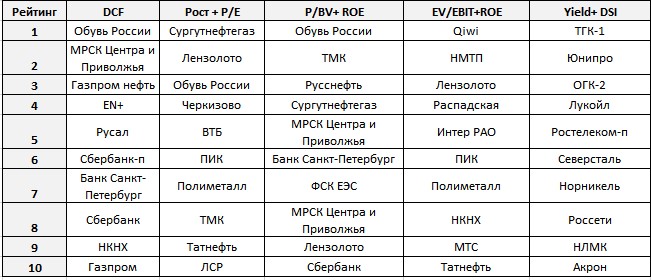 Рейтинг DCF Рост + P/E P/BV+ ROE EV/EBIT+ROE Yield+ DSI
1 Обувь России Сургутнефтегаз Обувь России Qiwi ТГК-1
2 МРСК Центра и Приволжья Лензолото ТМК НМТП Юнипро
3 Газпром нефть Обувь России Русснефть Лензолото ОГК-2
4 EN+ Черкизово Сургутнефтегаз Распадская Лукойл
5 Русал ВТБ МРСК Центра и Приволжья Интер РАО Ростелеком-п
6 Сбербанк-п ПИК Банк Санкт-Петербург ПИК Северсталь
7 Банк Санкт-Петербург Полиметалл ФСК ЕЭС Полиметалл Норникель
8 Сбербанк ТМК МРСК Центра и Приволжья НКНХ Россети
9 НКНХ Татнефть Лензолото МТС НЛМК
10 Газпром ЛСР Сбербанк Татнефть Акрон